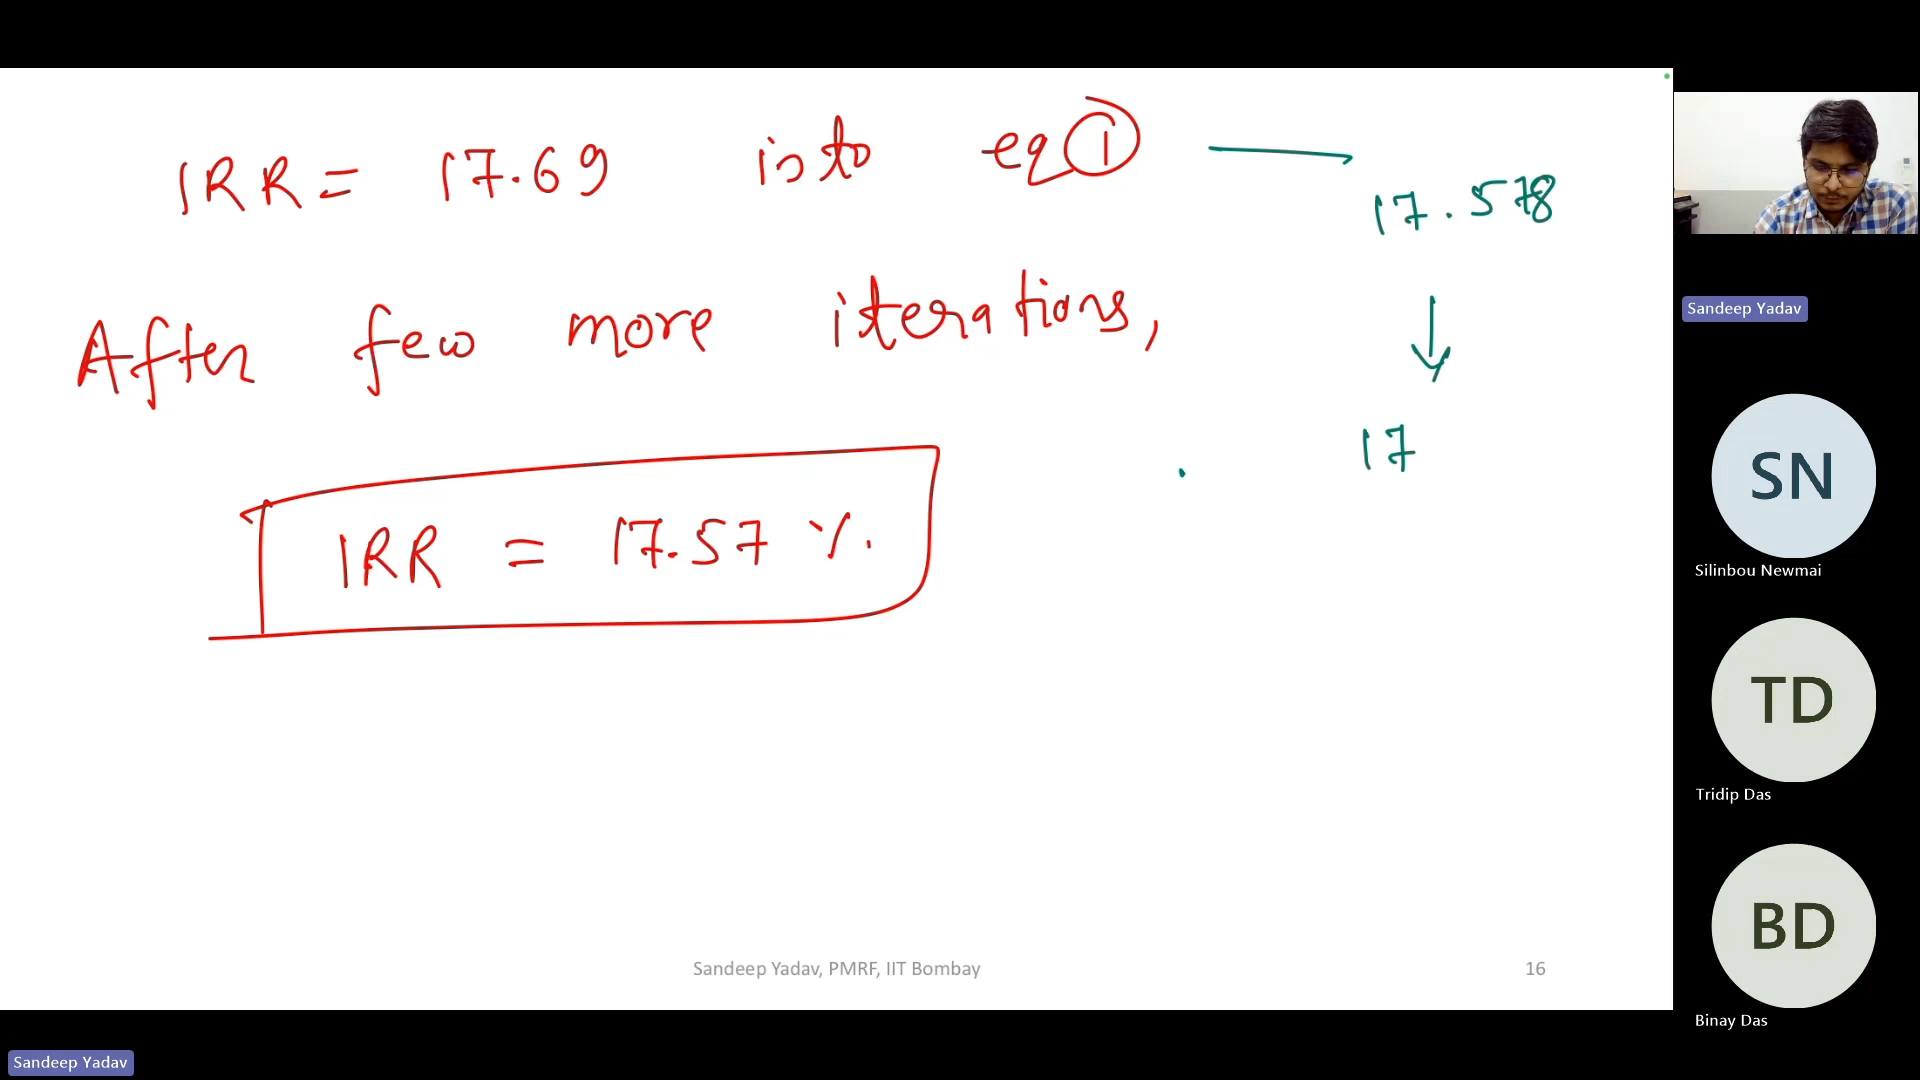 IRR = 17.69 into eq 1
17.578
After few more iterations,
17
IRR = 17.57 %.
Sandeep Yadav, PMRF, IIT Bombay
16
Sandeep Yadav
SN
Silinbou Newmai
TD
Tridip Das
BD
Binay Das
Sandeep Yadav